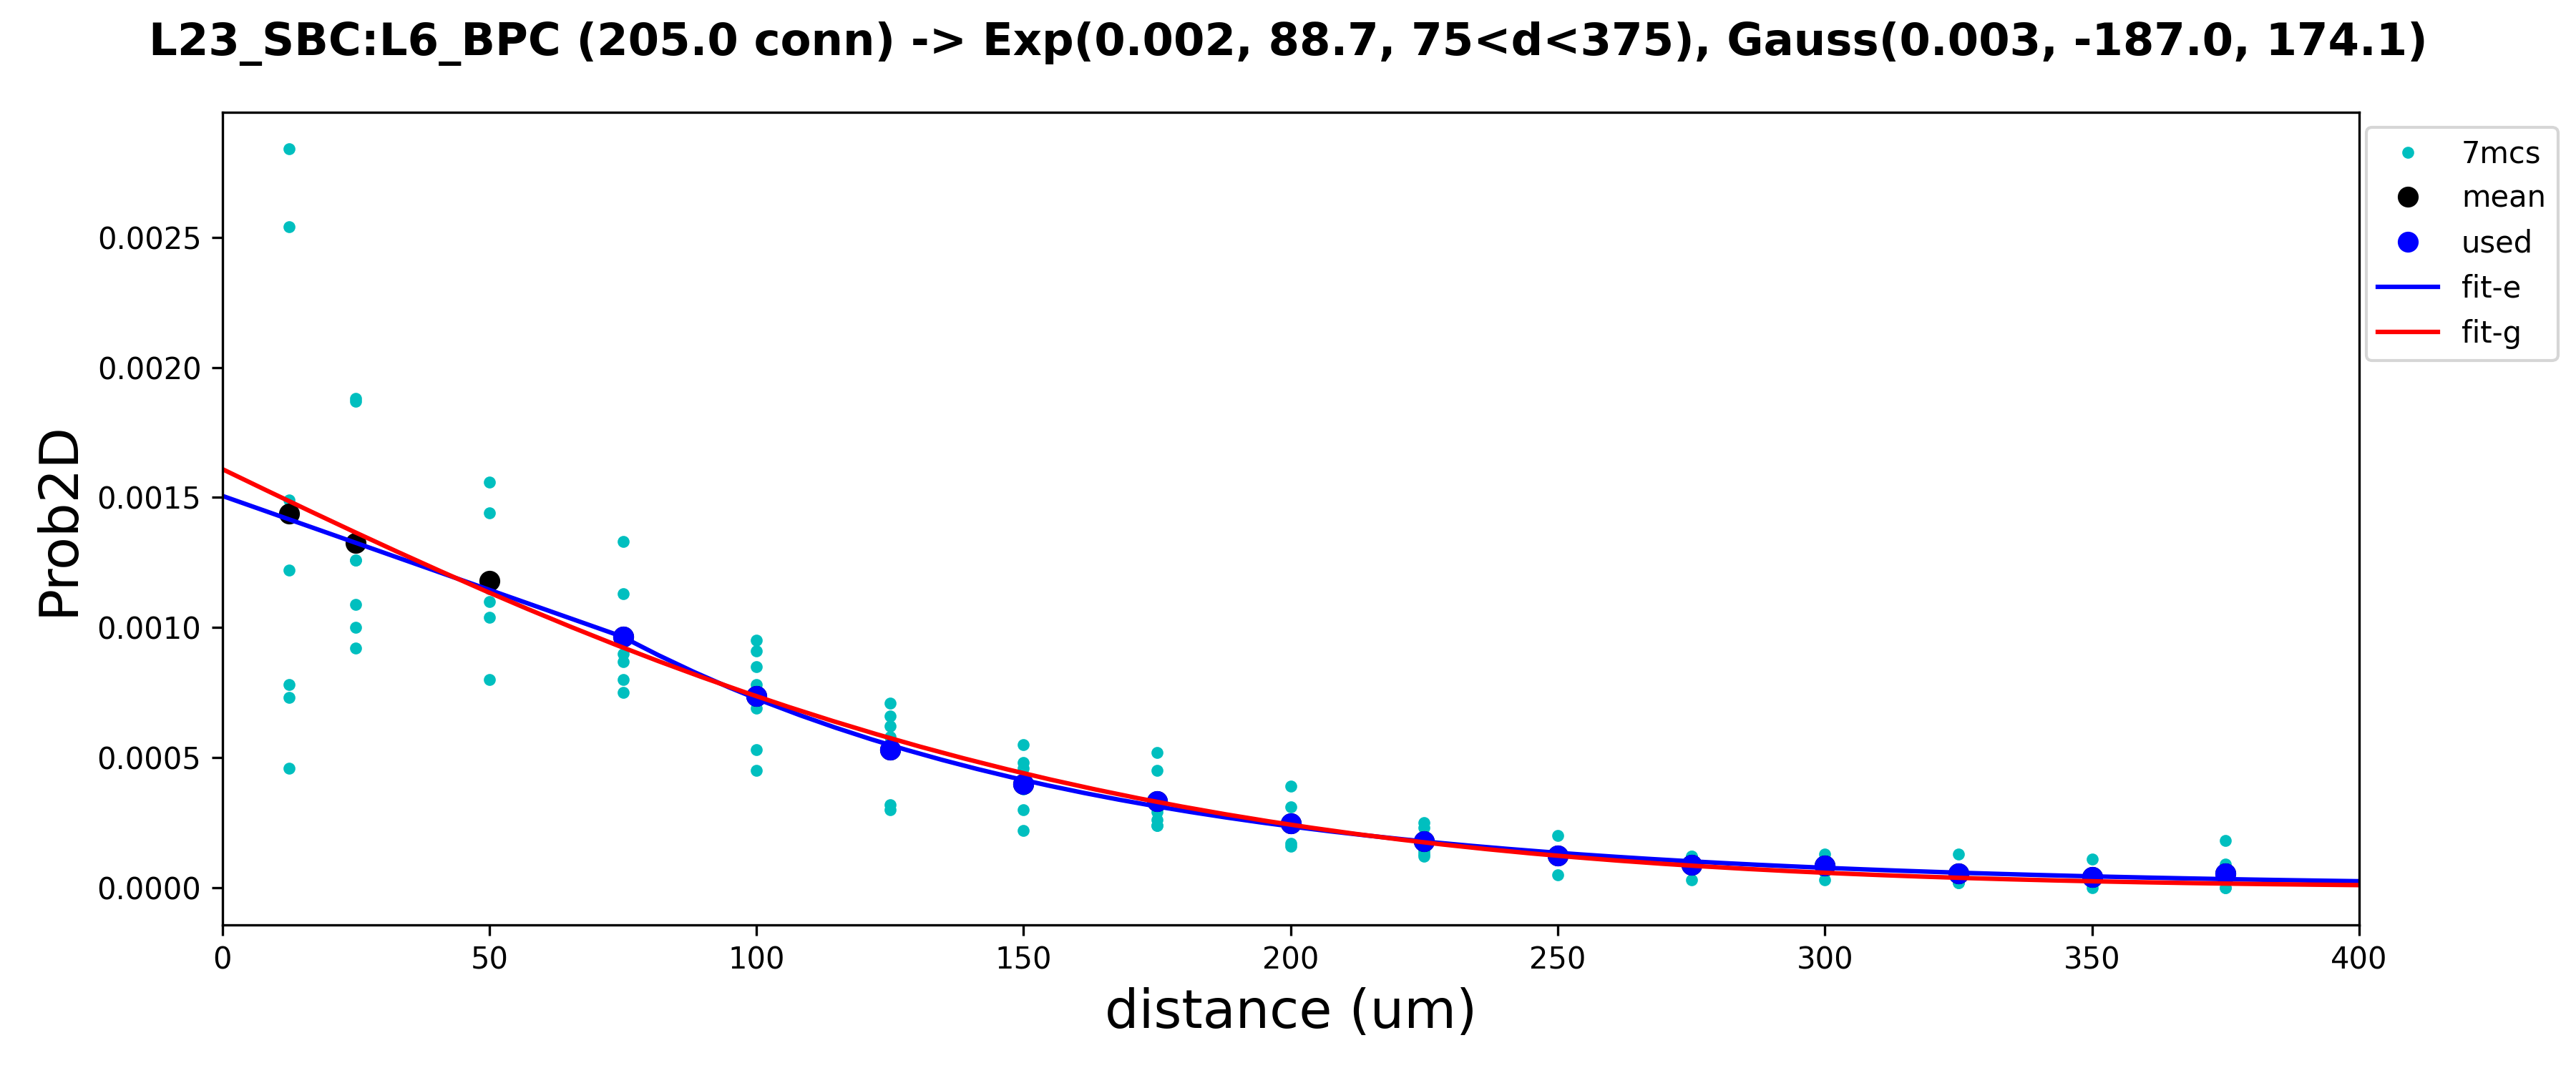 L23_SBC:L6_BPC (205.0 conn) -> Exp(0.002, 88.7, 75<d<375), Gauss(0.003, -187.0, 174.1)
7mcs
mean
used
fit-e
fit-g
Prob2D
0.0025
0.0020
0.0015
0.0010
0.0005
0.0000
0 50 100 150 200 250 300 350 400
distance (um)